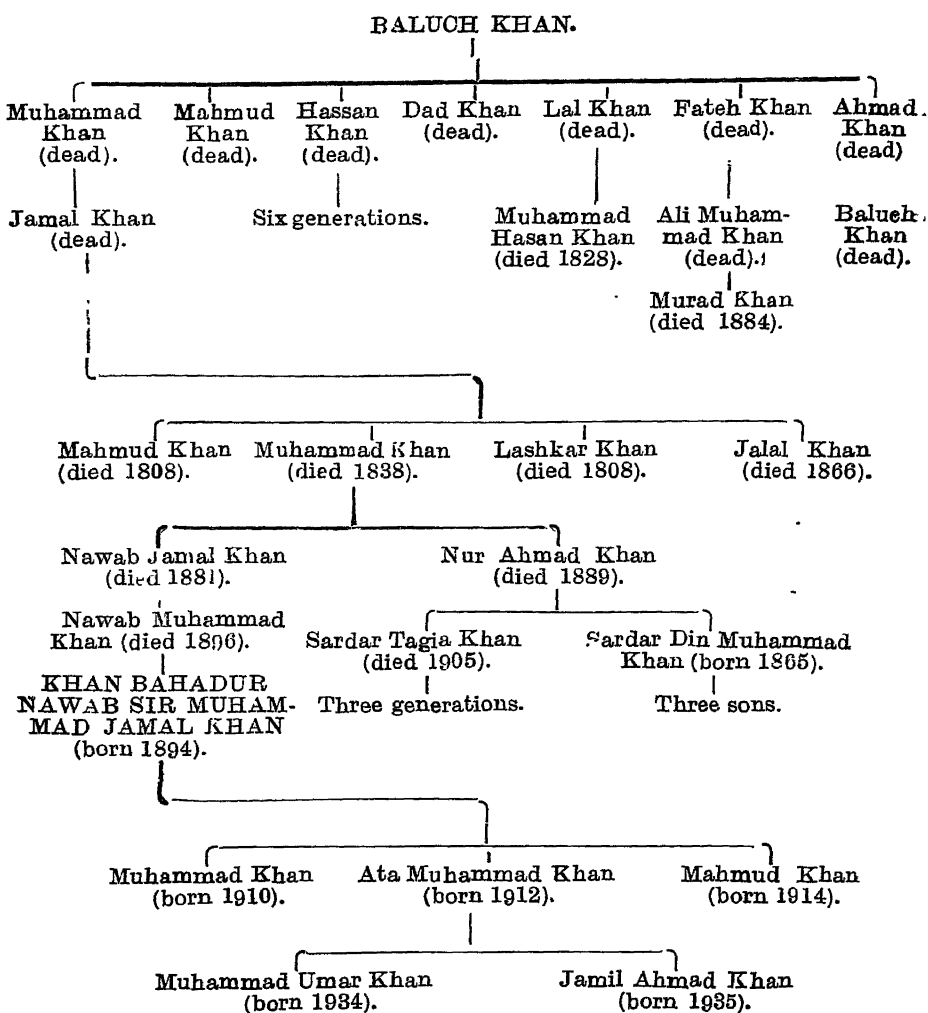 BALUCH KHAN.
Muhammad Khan (dead).
Mahmud Khan (dead).
Hassan Khan (dead).
Dad Khan (dead).
Lal Khan (dead).
Fateh Khan (dead).
Ahmad Khan (dead)
Jamal Khan (dead).
Six generations.
Muhammad Hasan Khan (died 1828).
Ali Muham-
mad Khan (dead).
Baluch Khan (dead).
Murad Khan (died 1884).
Mahmud Khan (died 1808).
Muhammad Khan (died 1838).
Lashkar Khan (died 1808).
Jalal Khan (died 1866).
Nawab Jamal Khan (died 1881).
Nur Ahmad Khan (died 1889).
Nawab Muhammad Khan (died 1896).
Sardar Tagia Khan (died 1905).
Sardar Din Muhammad Khan (born 1865).
KHAN BAHADUR
NAWAB SIR MUHAM-
MAD JAMAL KHAN
(born 1894).
Three generations.
Three sons.
Muhammad Khan (born 1910).
Ata Muhammad Khan (born 1912).
Mahmud Khan (born 1914).
Muhammad Umar Khan (born 1934).
Jamil Ahmad Khan (born 1935).